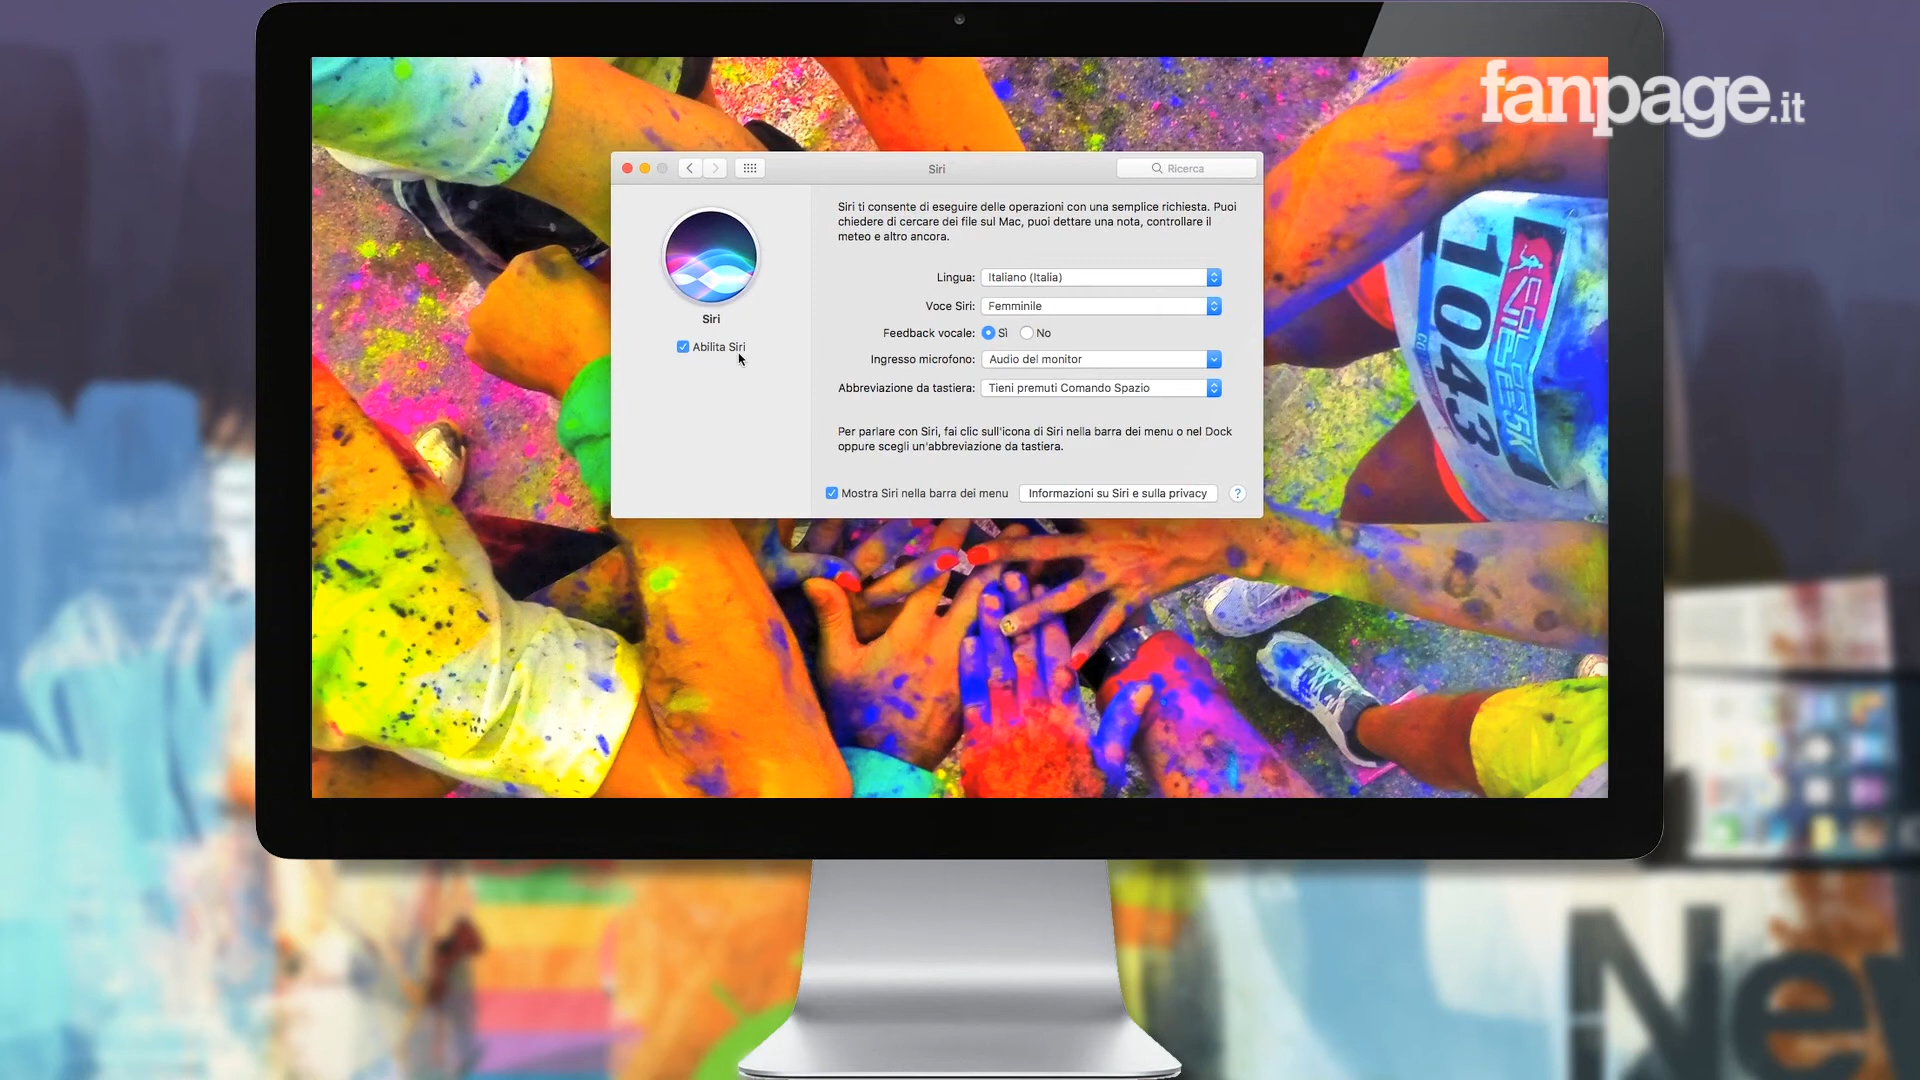 fanpage.it
Siri
Ricerca
Siri ti consente di eseguire delle operazioni con una semplice richiesta. Puoi
chiedere di cercare dei file sul Mac, puoi dettare una nota, controllare il
meteo e altro ancora.
Siri
Abilita Siri
Lingua: Italiano (Italia)
Voce Siri: Femminile
Feedback vocale: Sì No
Ingresso microfono: Audio del monitor
Abbreviazione da tastiera: Tieni premuti Comando Spazio
Per parlare con Siri, fai clic sull'icona di Siri nella barra dei menu o nel Dock
oppure scegli un'abbreviazione da tastiera.
Mostra Siri nella barra dei menu Informazioni su Siri e sulla privacy ?
1043